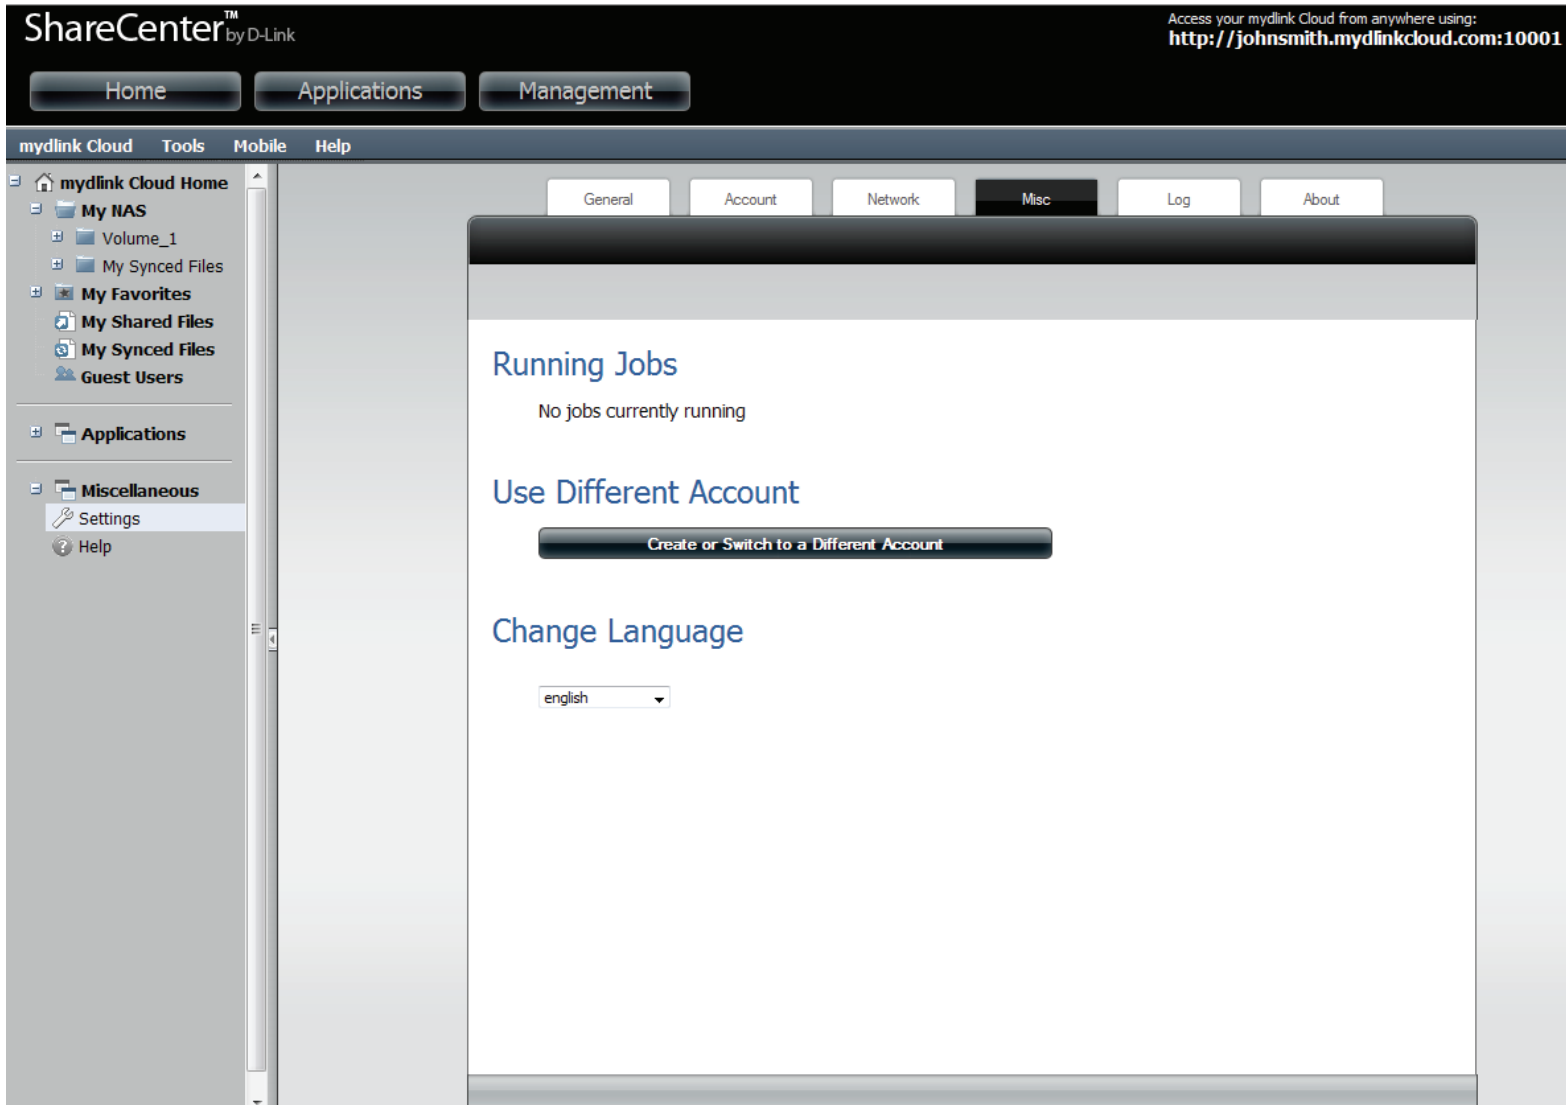 ShareCenter™ by D-Link
Access your mydlink Cloud from anywhere using:
http://johnsmith.mydlinkcloud.com:10001
Home Applications Management
mydlink Cloud Tools Mobile Help
mydlink Cloud Home
My NAS
Volume_1
My Synced Files
My Favorites
My Shared Files
My Synced Files
Guest Users
Applications
Miscellaneous
Settings
Help
General Account Network Misc Log About
Running Jobs
No jobs currently running
Use Different Account
Create or Switch to a Different Account
Change Language
english